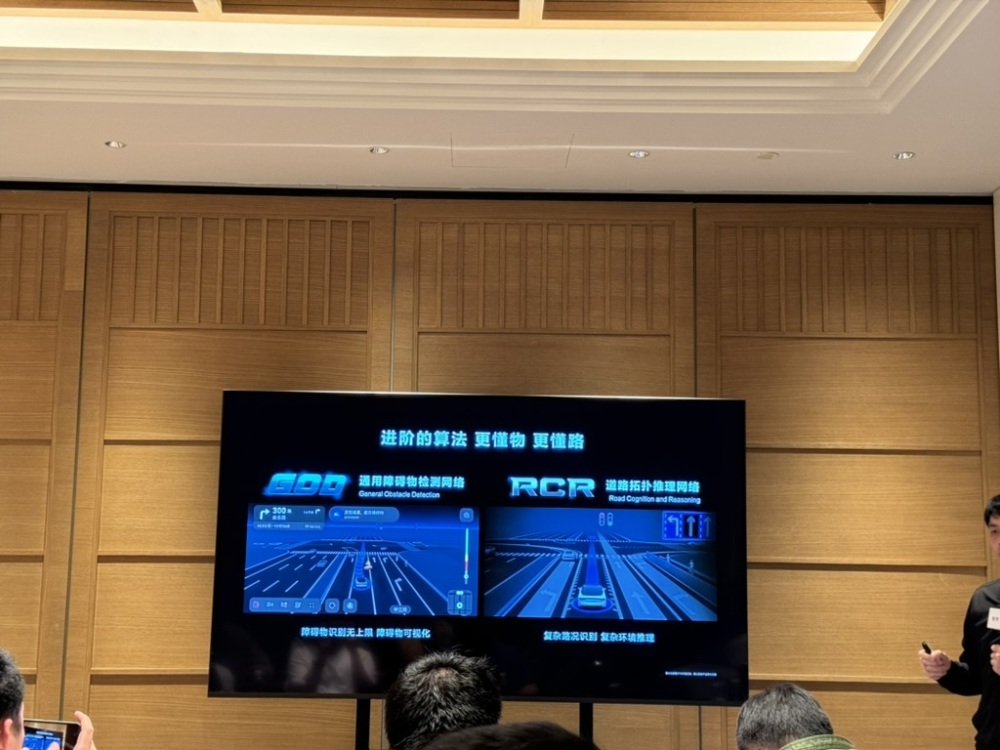 进阶的算法 更懂物 更懂路
GOD 通用障碍物检测网络
General Obstacle Detection
RCR 道路拓扑推理网络
Road Cognition and Reasoning
300 米
障碍物识别无上限 障碍物可视化
复杂路况识别 复杂环境推理